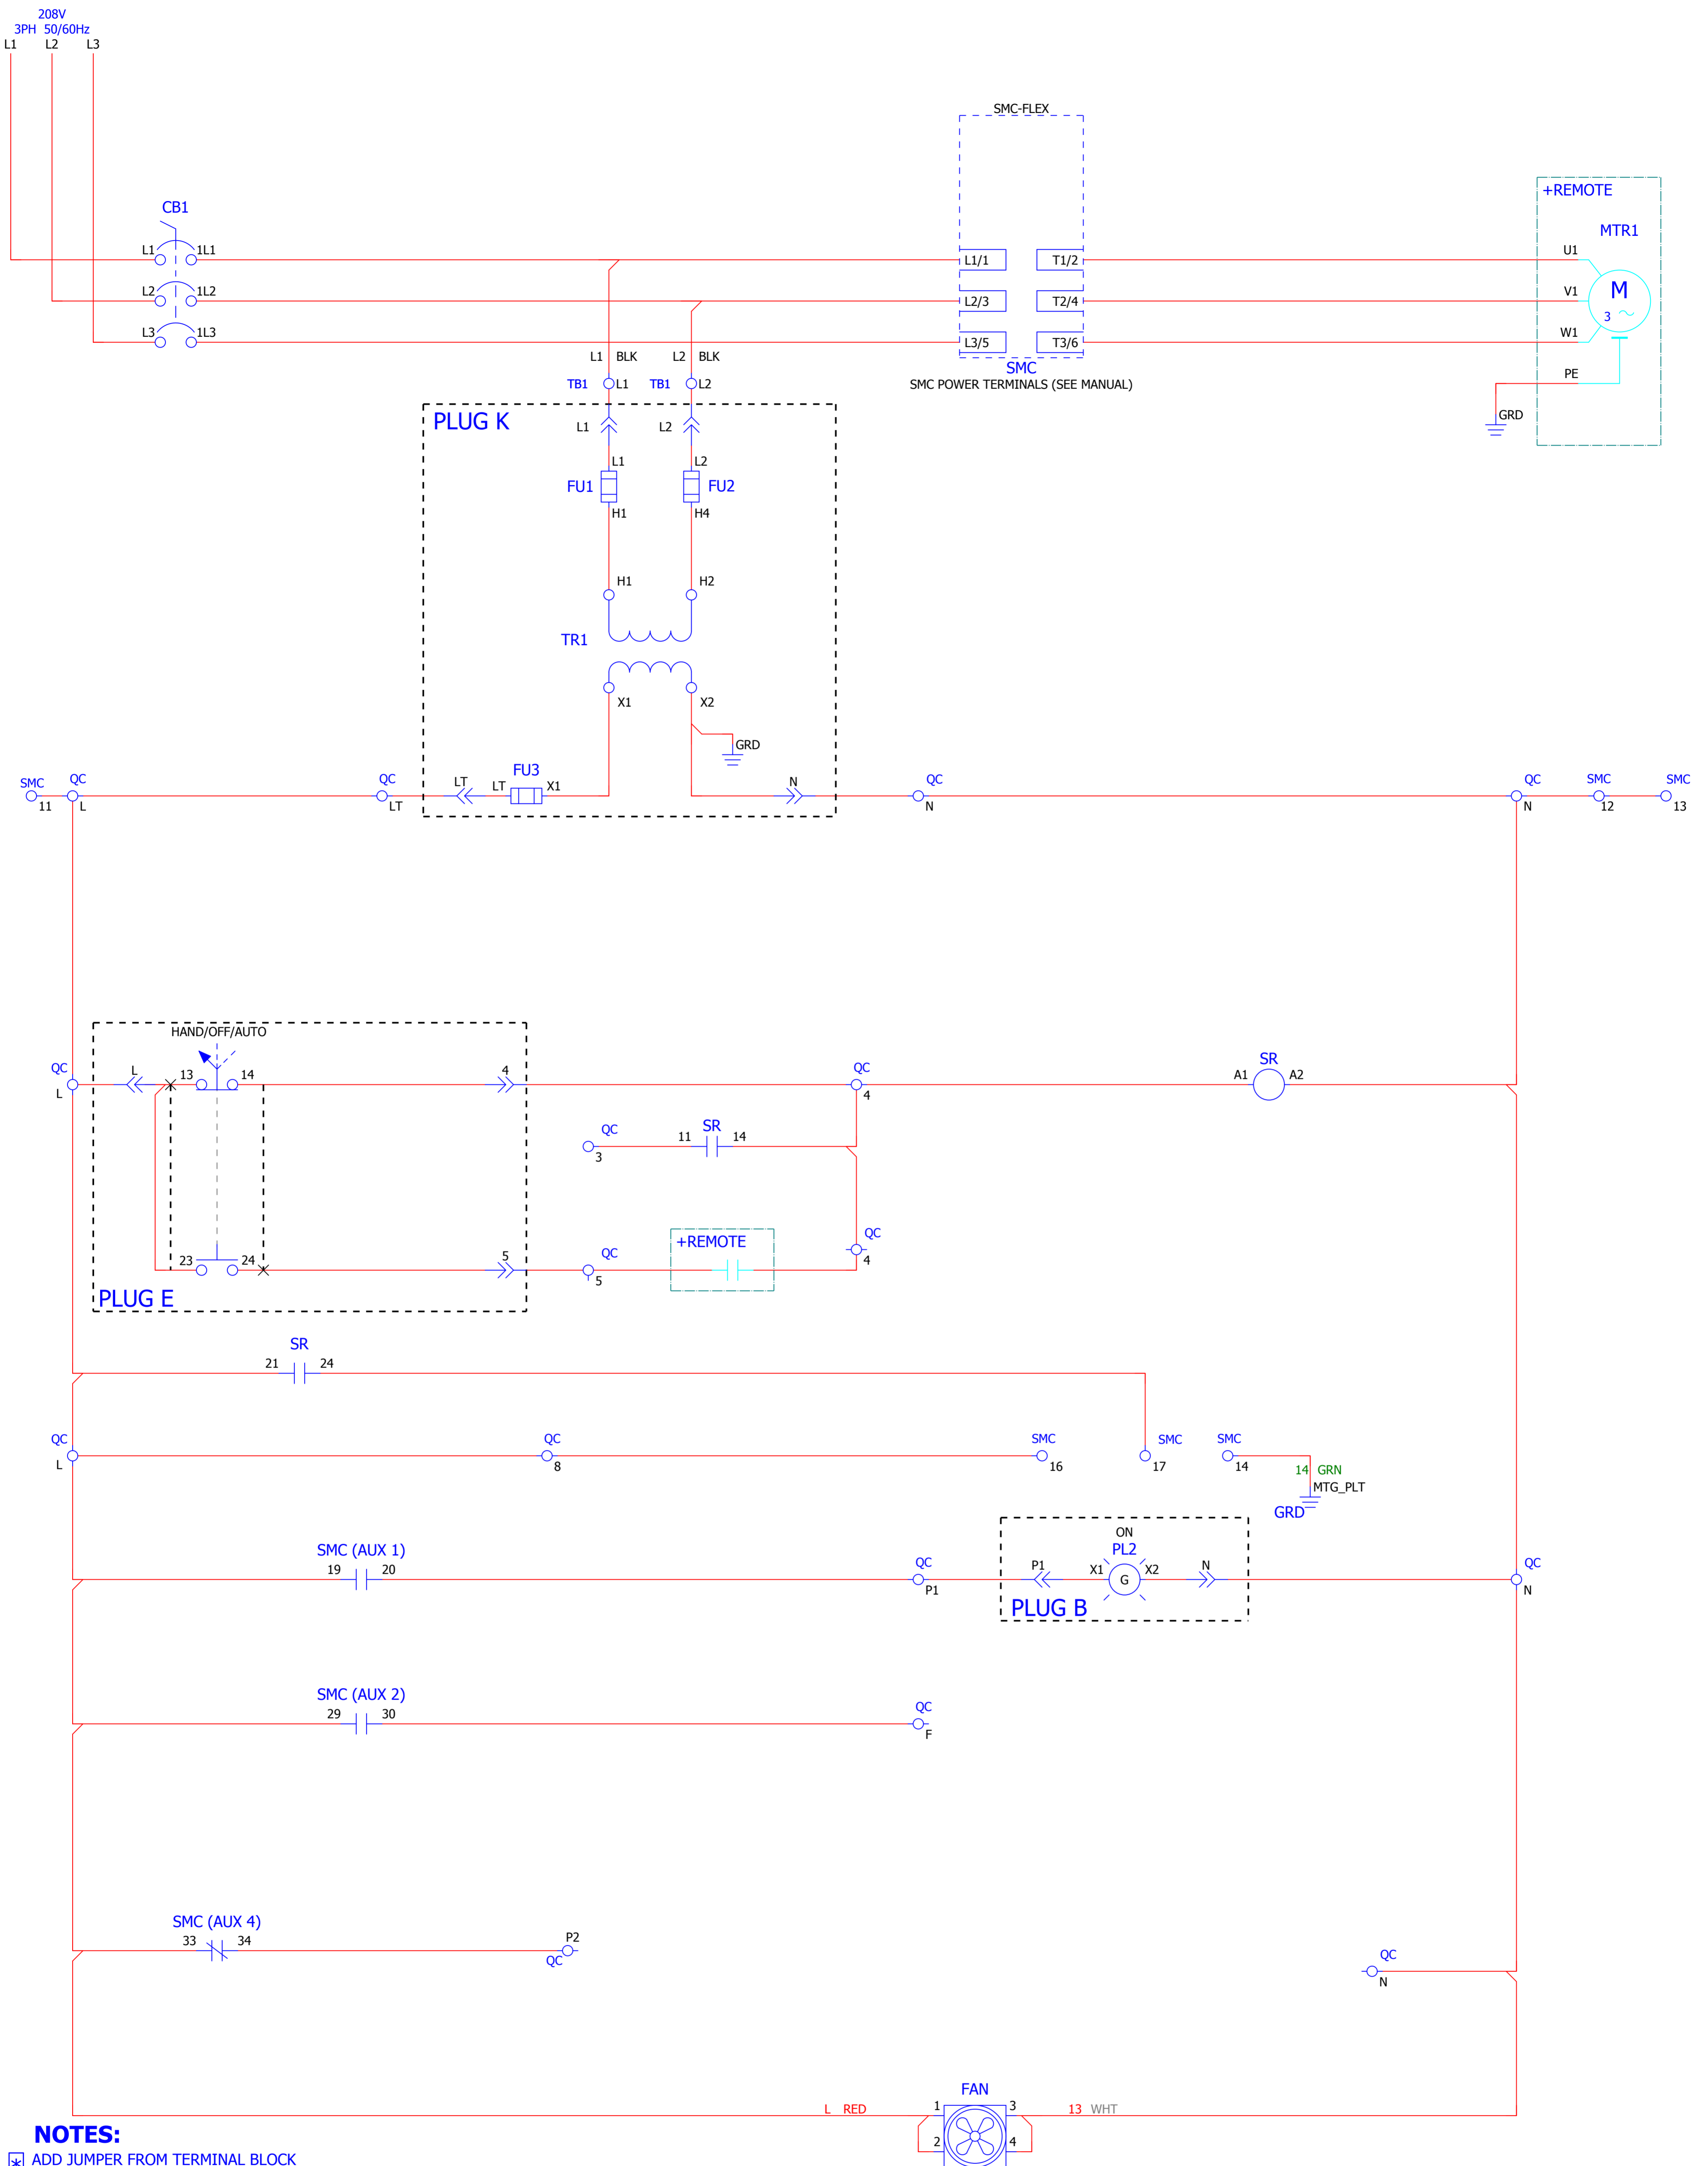 208V
3PH 50/60Hz
L1 L2 L3
SMC-FLEX
+REMOTE
CB1
MTR1
L1 1L1 L1/1 T1/2 U1
L2 1L2 L2/3 T2/4 V1
M
3
L3 1L3 L3/5 T3/6 W1
L1 BLK L2 BLK
SMC
SMC POWER TERMINALS (SEE MANUAL)
PE
TB1 L1 TB1 L2
GRD
PLUG K
L1 L2
L1 L2
FU1 FU2
H1 H4
H1 H2
TR1
X1 X2
GRD
FU3
SMC QC QC LT LT X1 N QC QC SMC SMC
11 L LT N N 12 13
HAND/OFF/AUTO
QC L 13 14 4 QC SR
L 4 A1 A2
QC SR
3 11 14
+REMOTE
QC
4
23 24 5 QC
5
PLUG E
SR
21 24
QC QC SMC SMC SMC
L 8 16 17 14
14 GRN
MTG_PLT
GRD
ON
PL2
SMC (AUX 1)
19 20 QC P1 X1 G X2 N QC
P1 N
PLUG B
SMC (AUX 2)
29 30 QC
F
SMC (AUX 4)
33 34 P2
QC
QC
N
FAN
L RED 1 3 13 WHT
2 4
NOTES:
* ADD JUMPER FROM TERMINAL BLOCK